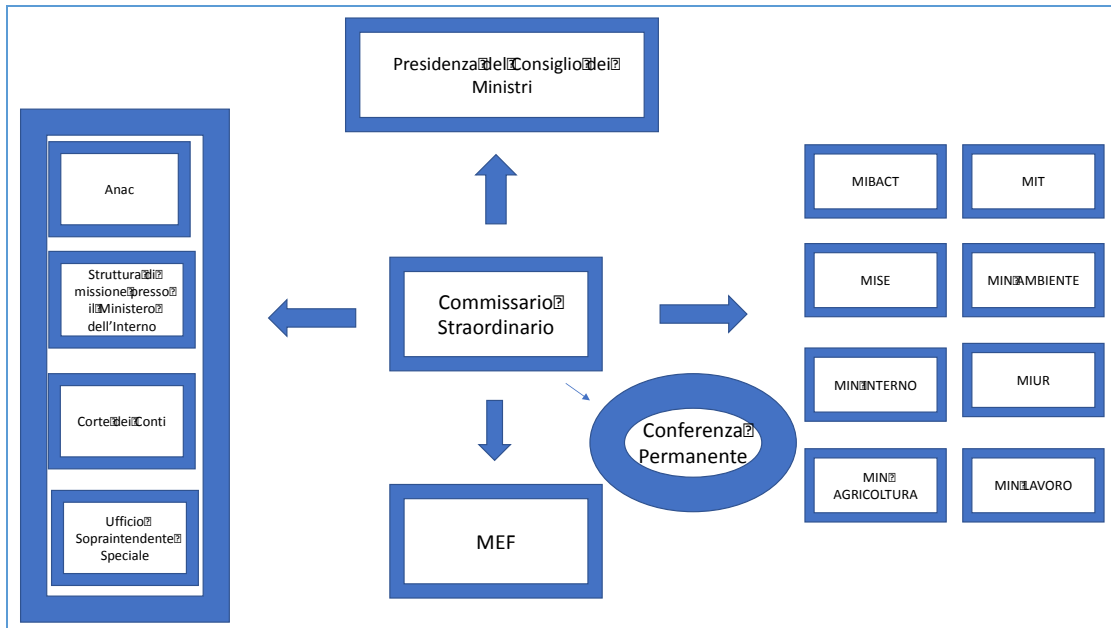 Presidenza del Consiglio dei
Ministri
Anac
Struttura di
missione presso
il Ministero
dell'Interno
Corte dei Conti
Ufficio
Sopraintendente
Speciale
Commissario
Straordinario
Conferenza
Permanente
MEF
MIBACT
MIT
MISE
MIN AMBIENTE
MIN INTERNO
MIUR
MIN
AGRICOLTURA
MIN LAVORO